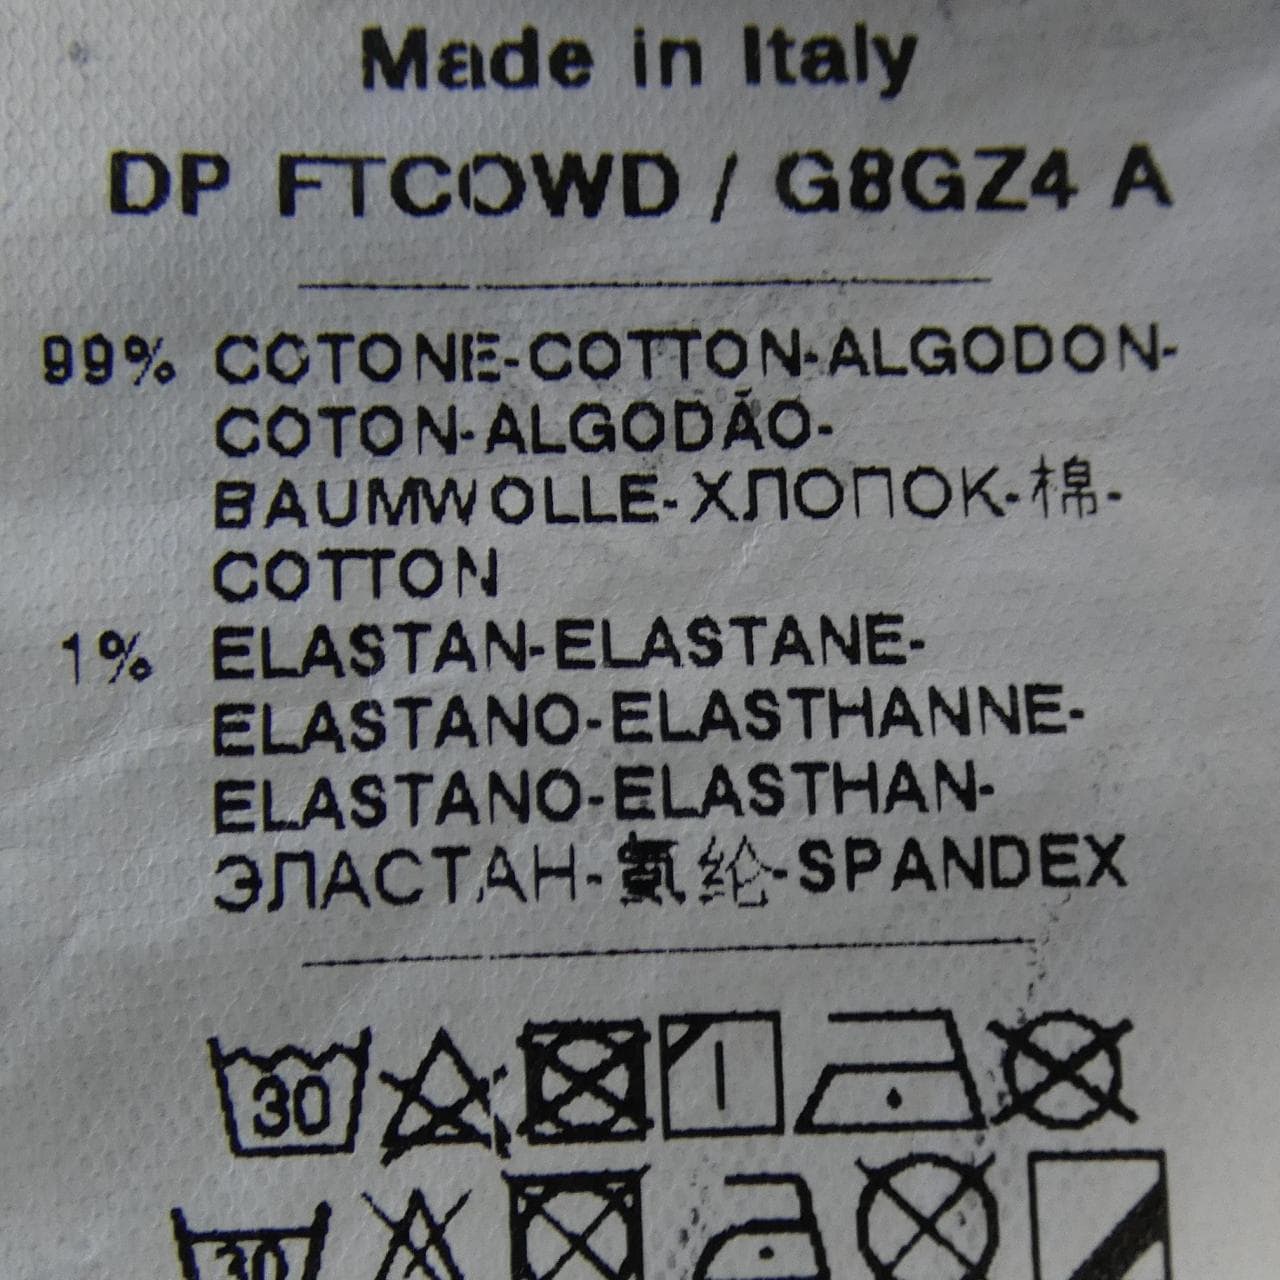 Made in Italy
DP FTCOWD / G8GZ4 A
99% COTONE-COTTON-ALGODON-
COTON-ALGODÃO-
BAUMWOLLE-ХЛОПОК-棉-
COTTON
1% ELASTAN-ELASTANE-
ELASTANO-ELASTHANNE-
ELASTANO-ELASTHAN-
ЭЛАСТАН-氨纶-SPANDEX
30
30